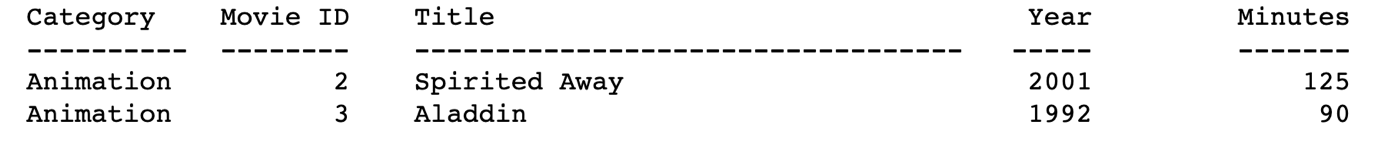 Category    Movie ID    Title                                 Year         Minutes
----------  --------    ----------------------------------   -----         -------
Animation          2    Spirited Away                         2001             125
Animation          3    Aladdin                               1992              90